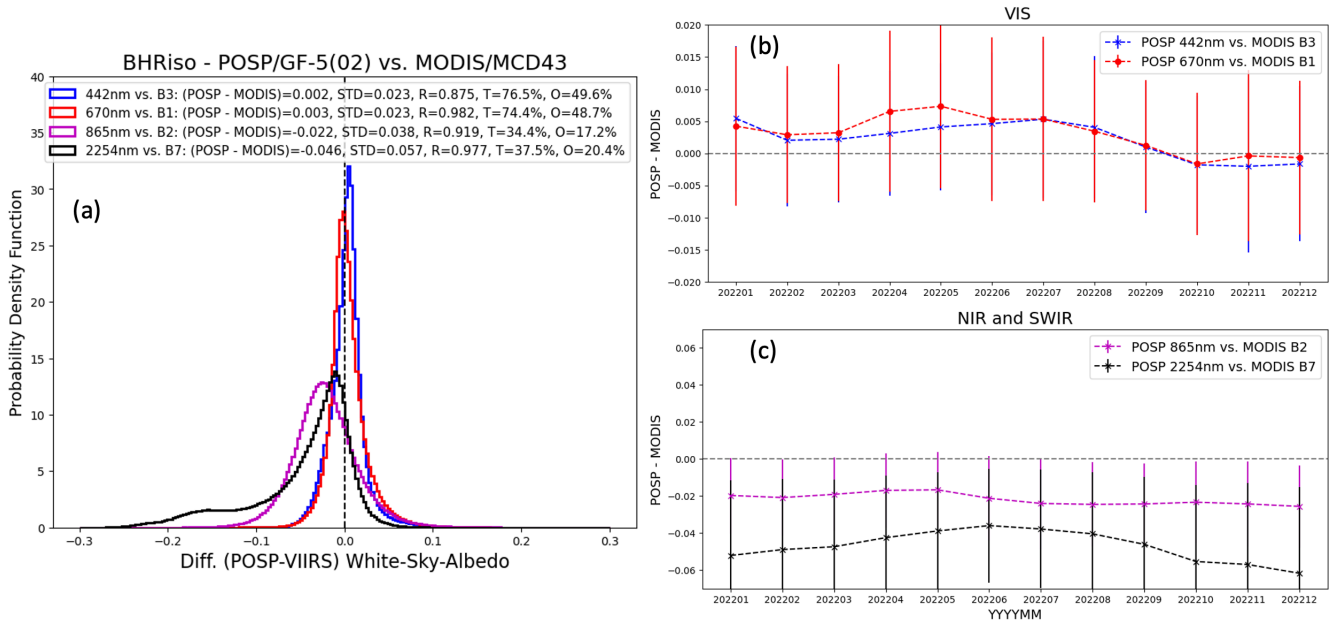 BHRiso - POSP/GF-5(02) vs. MODIS/MCD43
40
35
30
25
20
15
10
5
0
Probability Density Function
442nm vs. B3: (POSP - MODIS)=0.002, STD=0.023, R=0.875, T=76.5%, O=49.6%
670nm vs. B1: (POSP - MODIS)=0.003, STD=0.023, R=0.982, T=74.4%, O=48.7%
865nm vs. B2: (POSP - MODIS)=-0.022, STD=0.038, R=0.919, T=34.4%, O=17.2%
2254nm vs. B7: (POSP - MODIS)=-0.046, STD=0.057, R=0.977, T=37.5%, O=20.4%
(a)
−0.3 −0.2 −0.1 0.0 0.1 0.2 0.3
Diff. (POSP-VIIRS) White-Sky-Albedo
VIS
0.020
0.015
0.010
0.005
0.000
−0.005
−0.010
−0.015
−0.020
POSP - MODIS
(b)
POSP 442nm vs. MODIS B3
POSP 670nm vs. MODIS B1
202201 202202 202203 202204 202205 202206 202207 202208 202209 202210 202211 202212
NIR and SWIR
0.06
0.04
0.02
0.00
−0.02
−0.04
−0.06
POSP - MODIS
(c)
POSP 865nm vs. MODIS B2
POSP 2254nm vs. MODIS B7
202201 202202 202203 202204 202205 202206 202207 202208 202209 202210 202211 202212
YYYYMM